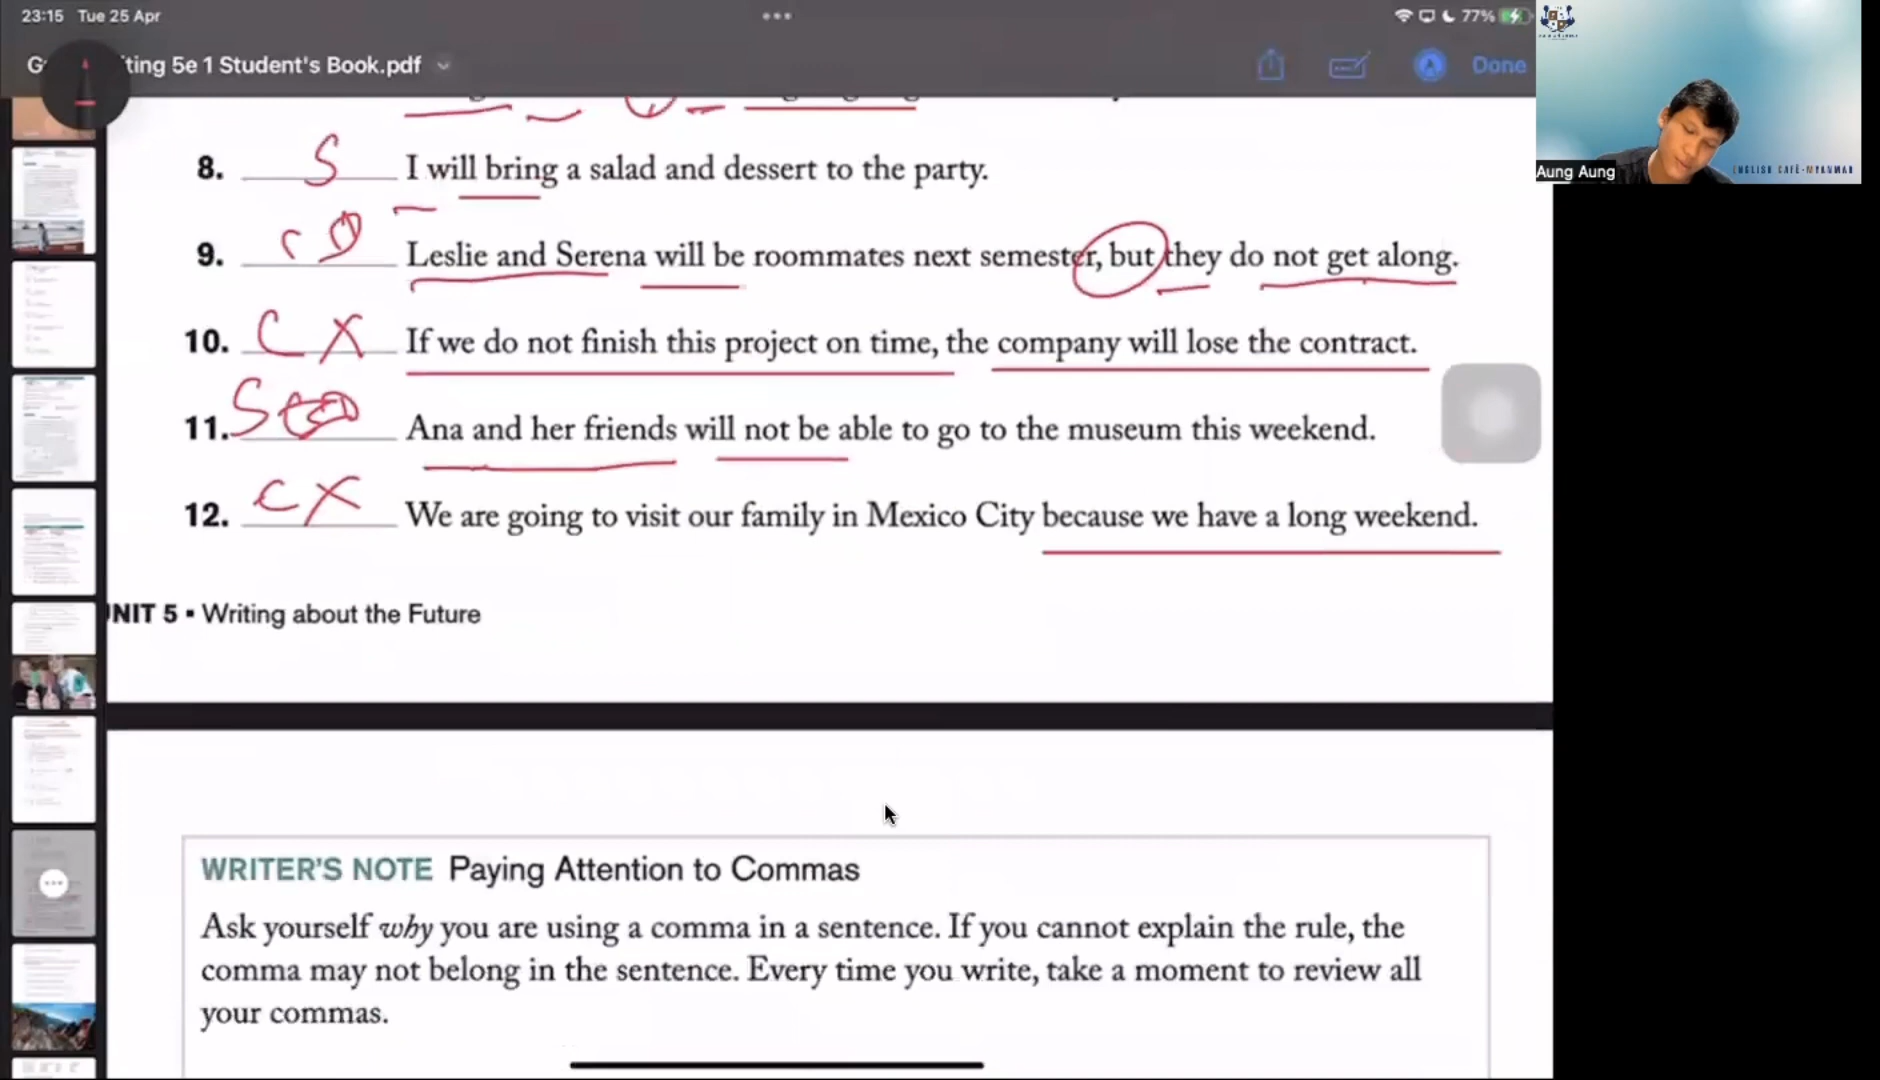 23:15 Tue 25 Apr
77%
ting 5e 1 Student's Book.pdf
Done
8. S I will bring a salad and dessert to the party.
9. Leslie and Serena will be roommates next semester, but they do not get along.
10. CX If we do not finish this project on time, the company will lose the contract.
11. S Ana and her friends will not be able to go to the museum this weekend.
12. CX We are going to visit our family in Mexico City because we have a long weekend.
NIT 5 ▪ Writing about the Future
WRITER'S NOTE Paying Attention to Commas
Ask yourself why you are using a comma in a sentence. If you cannot explain the rule, the
comma may not belong in the sentence. Every time you write, take a moment to review all
your commas.
Aung Aung
ENGLISH CAFÉ-MYANMAR